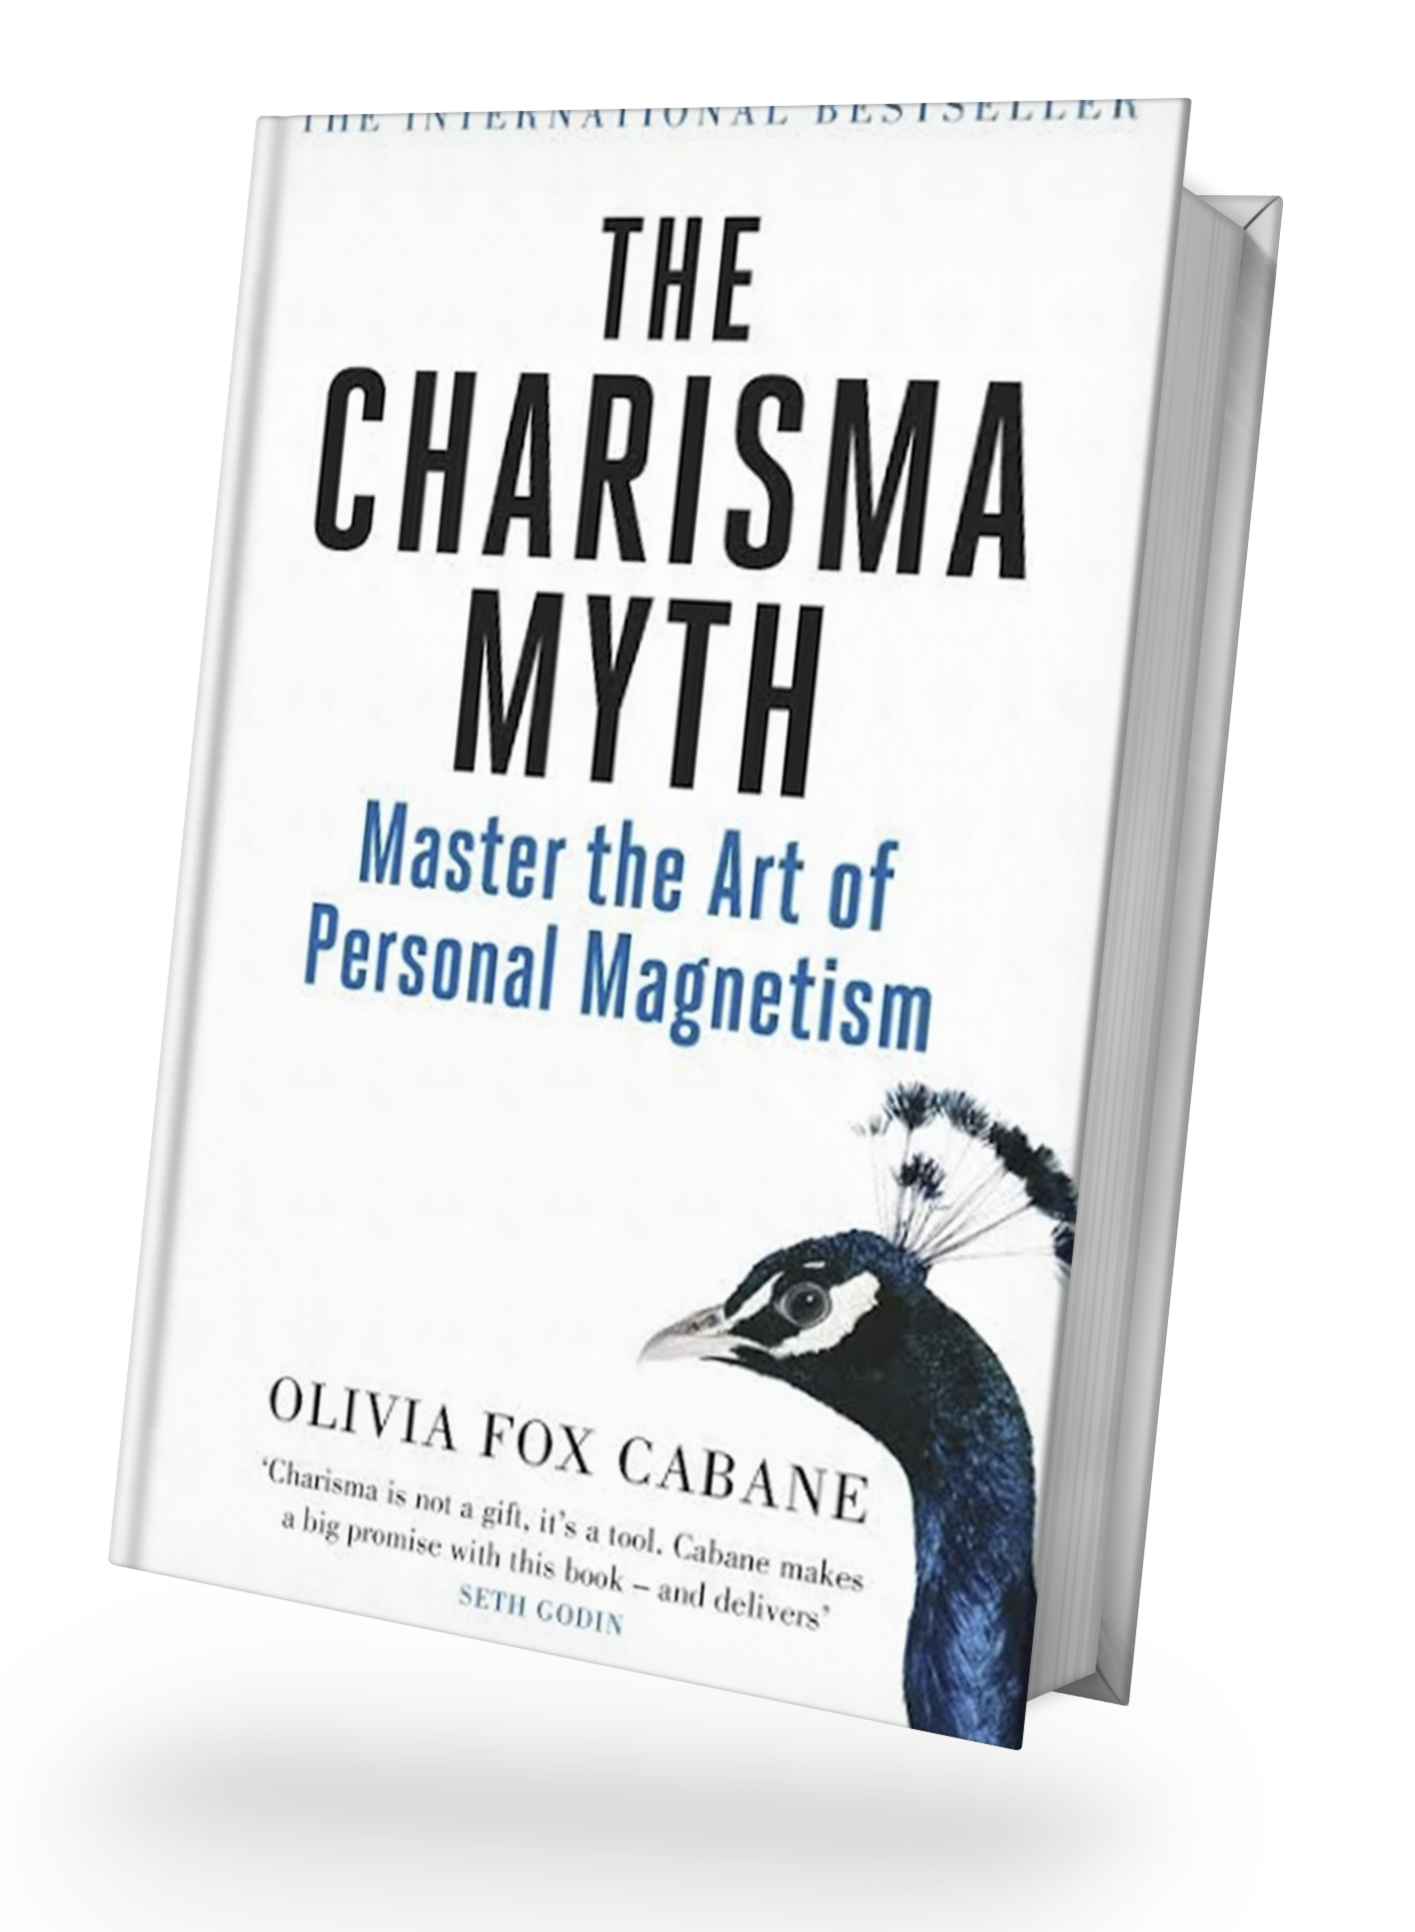 THE INTERNATIONAL BESTSELLER
THE
CHARISMA
MYTH
Master the Art of
Personal Magnetism
OLIVIA FOX CABANE
‘Charisma is not a gift, it’s a tool. Cabane makes
a big promise with this book – and delivers’
SETH GODIN